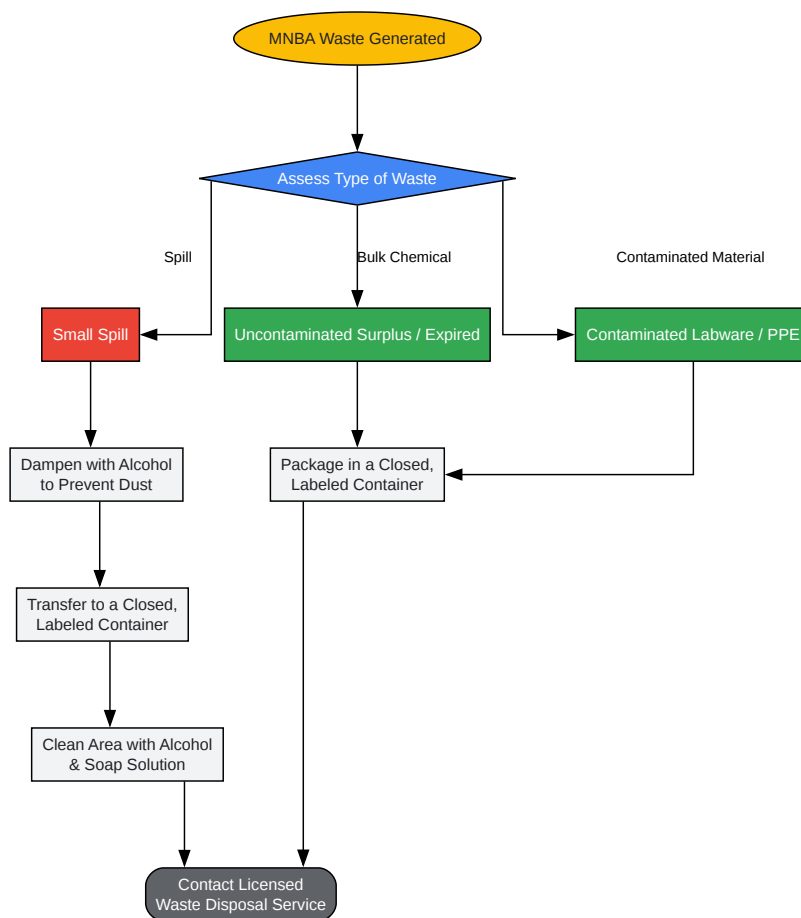 MNBA Waste Generated
Assess Type of Waste
Spill
Bulk Chemical
Contaminated Material
Small Spill
Uncontaminated Surplus / Expired
Contaminated Labware / PPE
Dampen with Alcohol
to Prevent Dust
Package in a Closed,
Labeled Container
Transfer to a Closed,
Labeled Container
Clean Area with Alcohol
& Soap Solution
Contact Licensed
Waste Disposal Service